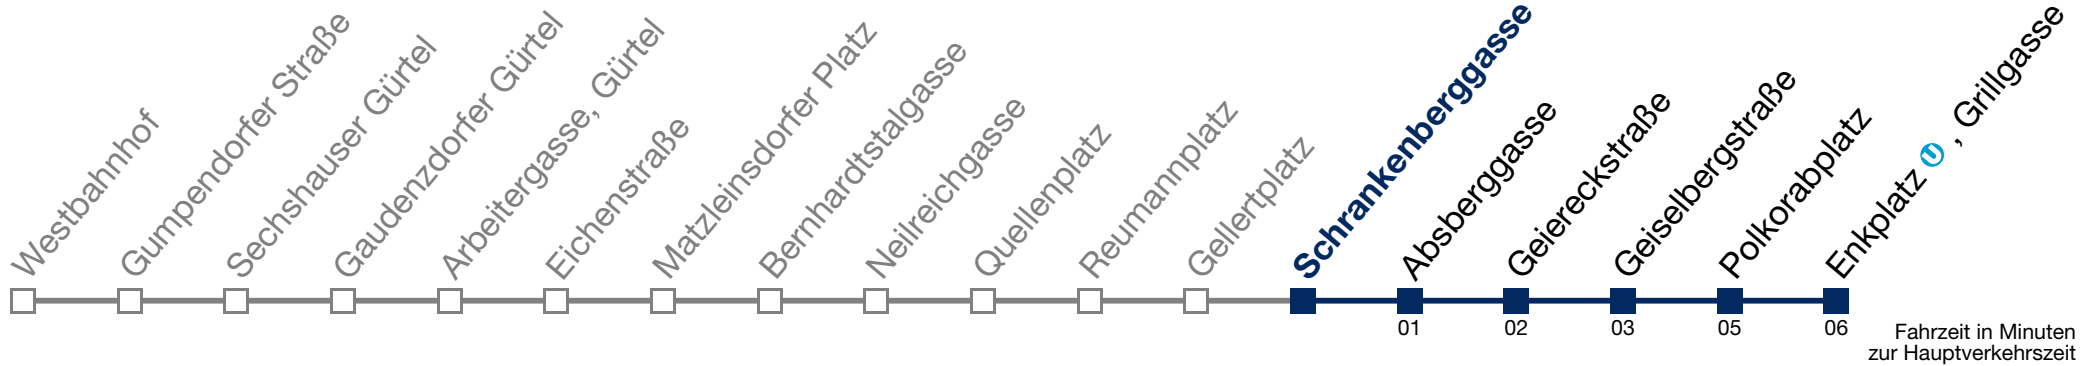 Westbahnhof
Gumpendorfer Straße
Sechshauser Gürtel
Gaudenzdorfer Gürtel
Arbeitergasse, Gürtel
Eichenstraße
Matzleinsdorfer Platz
Bernhardtstalgasse
Neilreichgasse
Quellenplatz
Reumannplatz
Gellertplatz
Schrankenberggasse
Absberggasse
Geiereckstraße
Geiselbergstraße
Polkorabplatz
Enkplatz U, Grillgasse
01 02 03 05 06
Fahrzeit in Minuten
zur Hauptverkehrszeit